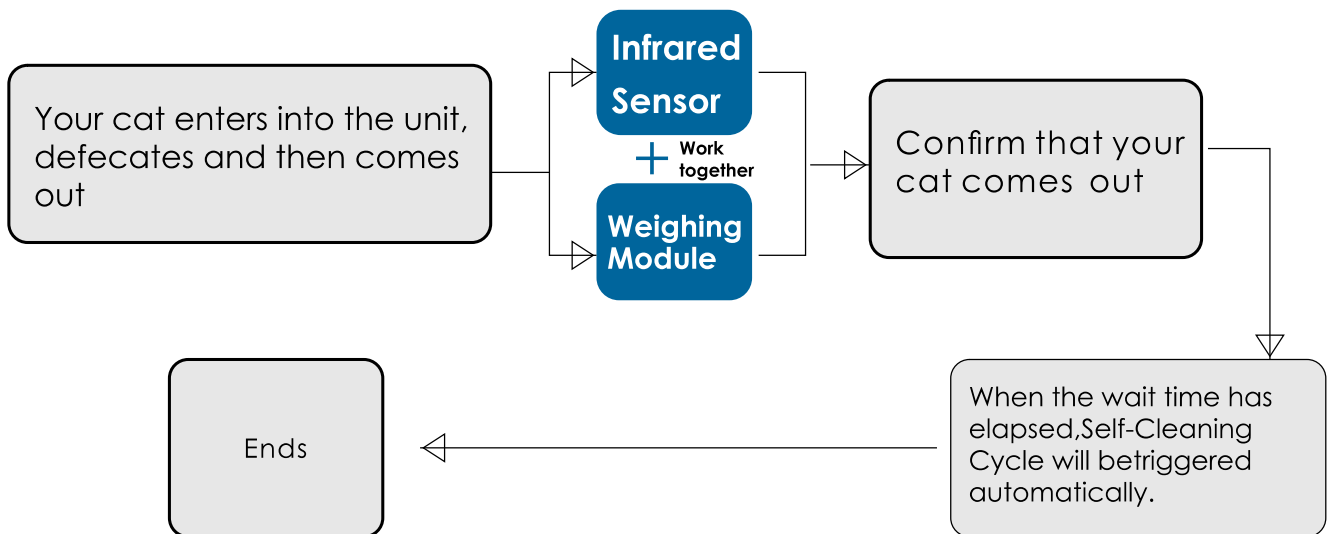 Your cat enters into the unit,
defecates and then comes
out
Infrared
Sensor
Work
together
Weighing
Module
Confirm that your
cat comes out
When the wait time has
elapsed,Self-Cleaning
Cycle will betriggered
automatically.
Ends